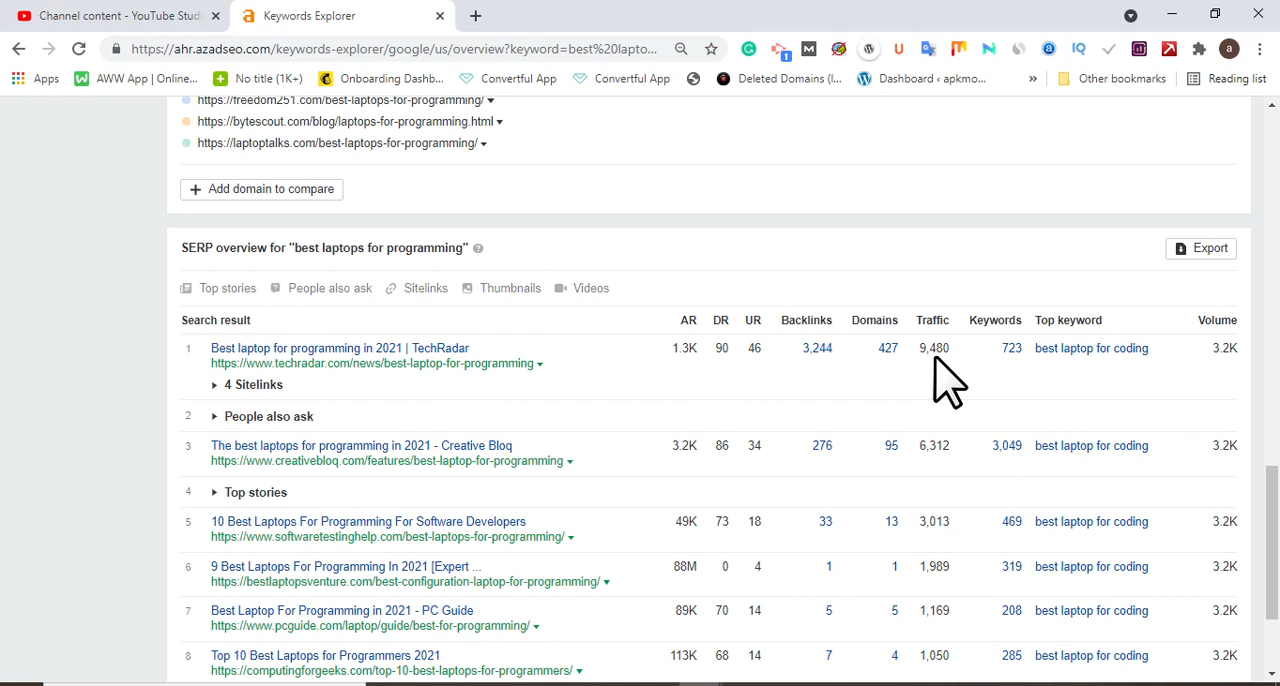 Channel content - YouTube Studi
Keywords Explorer
https://ahr.azadseo.com/keywords-explorer/google/us/overview?keyword=best%20lapto...
Apps
AWW App | Online...
No title (1K+)
Onboarding Dashb...
Convertful App
Convertful App
Deleted Domains (I...
Dashboard ‹ apkmo...
»
Other bookmarks
Reading list
https://freedom251.com/best-laptops-for-programming/
https://bytescout.com/blog/laptops-for-programming.html
https://laptoptalks.com/best-laptops-for-programming/
+ Add domain to compare
SERP overview for "best laptops for programming" ?
Export
Top stories People also ask Sitelinks Thumbnails Videos
Search result AR DR UR Backlinks Domains Traffic Keywords Top keyword Volume
1 Best laptop for programming in 2021 | TechRadar 1.3K 90 46 3,244 427 9,480 723 best laptop for coding 3.2K
https://www.techradar.com/news/best-laptop-for-programming
4 Sitelinks
2 People also ask
3 The best laptops for programming in 2021 - Creative Bloq 3.2K 86 34 276 95 6,312 3,049 best laptop for coding 3.2K
https://www.creativebloq.com/features/best-laptop-for-programming
4 Top stories
5 10 Best Laptops For Programming For Software Developers 49K 73 18 33 13 3,013 469 best laptop for coding 3.2K
https://www.softwaretestinghelp.com/best-laptops-for-programming/
6 9 Best Laptops For Programming In 2021 [Expert ... 88M 0 4 1 1 1,989 319 best laptop for coding 3.2K
https://bestlaptopsventure.com/best-configuration-laptop-for-programming/
7 Best Laptop For Programming in 2021 - PC Guide 89K 70 14 5 5 1,169 208 best laptop for coding 3.2K
https://www.pcguide.com/laptop/guide/best-for-programming/
8 Top 10 Best Laptops for Programmers 2021 113K 68 14 7 4 1,050 285 best laptop for coding 3.2K
https://computingforgeeks.com/top-10-best-laptops-for-programmers/